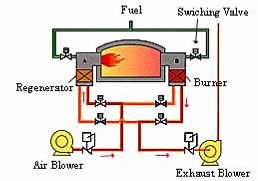 Fuel
Swiching Valve
A
B
Regenerator
Burner
Air Blower
Exhaust Blower